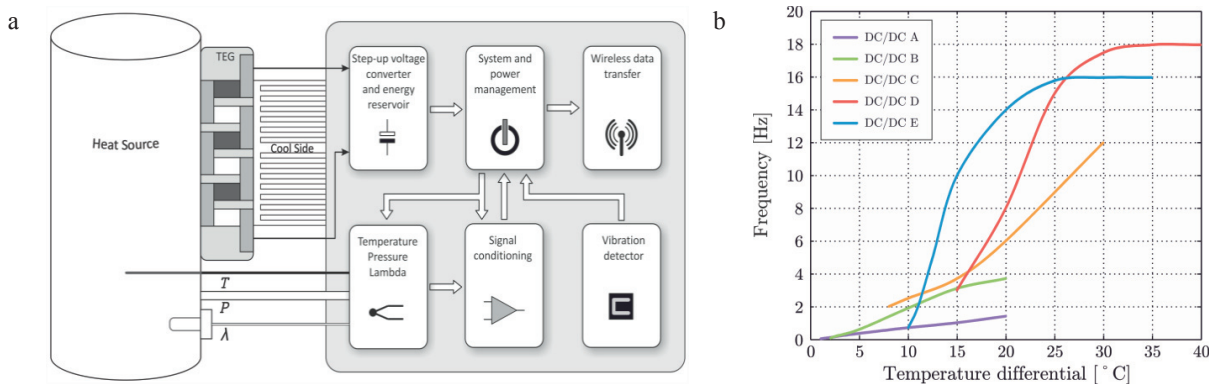 a
Heat Source
TEG
Cool Side
Step-up voltage
converter
and energy
reservoir
System and
power
management
Wireless data
transfer
Temperature
Pressure
Lambda
Signal
conditioning
Vibration
detector
T
P
λ
b
Frequency [Hz]
20
18
16
14
12
10
8
6
4
2
0
DC/DC A
DC/DC B
DC/DC C
DC/DC D
DC/DC E
0 5 10 15 20 25 30 35 40
Temperature differential [°C]